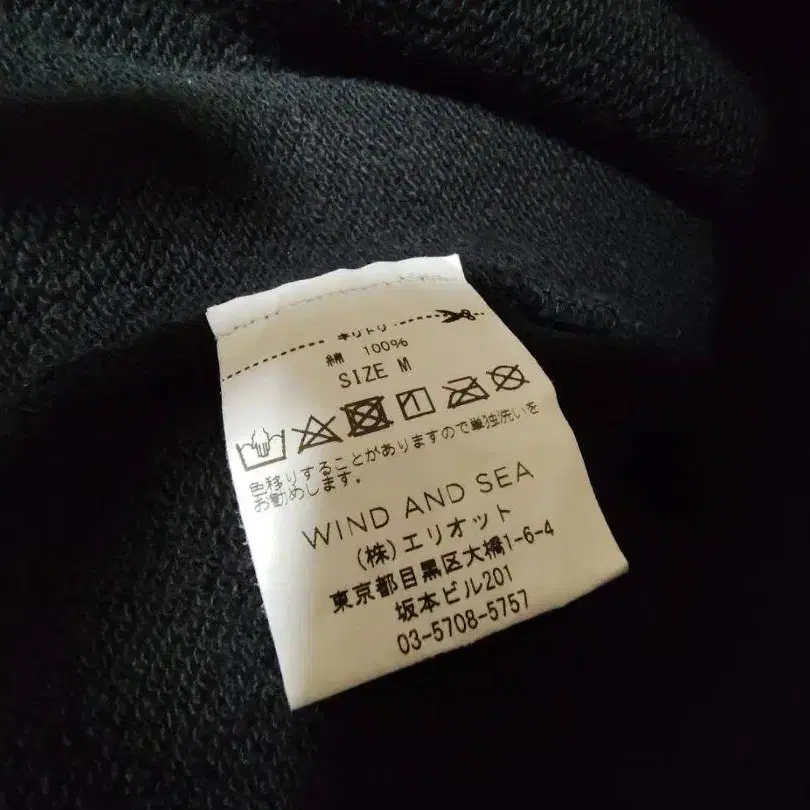 キリトリ
綿 100%
SIZE M
色移りすることがありますので単独洗いを
お勧めします。
WIND AND SEA
(株)エリオット
東京都目黒区大橋1-6-4
坂本ビル201
03-5708-5757